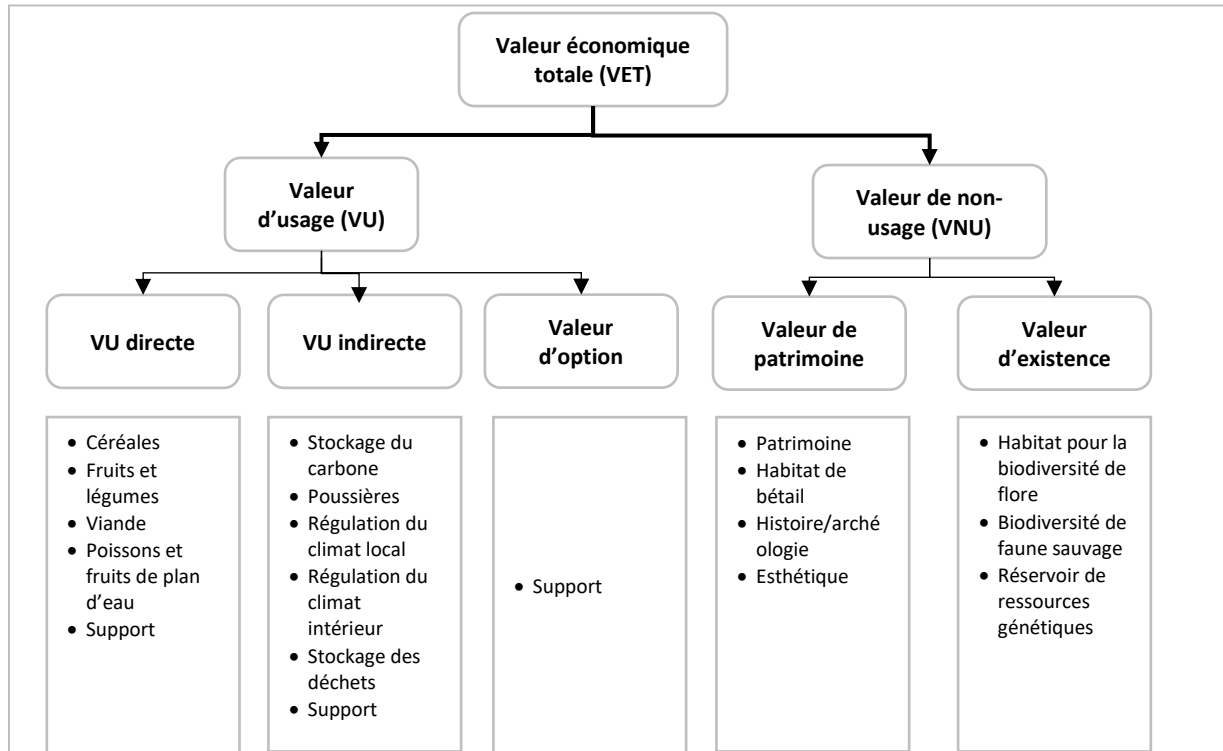 Valeur économique
totale (VET)
Valeur
d’usage (VU)
Valeur de non-
usage (VNU)
VU directe
VU indirecte
Valeur
d’option
Valeur de
patrimoine
Valeur
d’existence
• Céréales
• Fruits et
légumes
• Viande
• Poissons et
fruits de plan
d’eau
• Support
• Stockage du
carbone
• Poussières
• Régulation du
climat local
• Régulation du
climat
intérieur
• Stockage des
déchets
• Support
• Support
• Patrimoine
• Habitat de
bétail
• Histoire/arché
ologie
• Esthétique
• Habitat pour la
biodiversité de
flore
• Biodiversité de
faune sauvage
• Réservoir de
ressources
génétiques